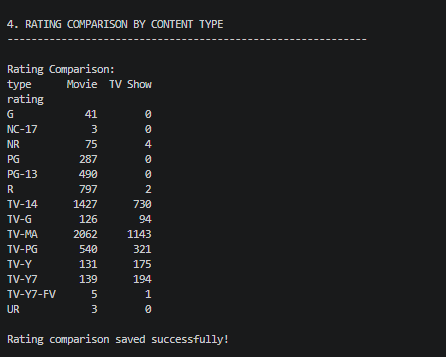 4. RATING COMPARISON BY CONTENT TYPE
------------------------------------------------------------
Rating Comparison:
type     Movie  TV Show
rating
G           41        0
NC-17        3        0
NR          75        4
PG         287        0
PG-13      490        0
R          797        2
TV-14     1427      730
TV-G       126       94
TV-MA     2062     1143
TV-PG      540      321
TV-Y       131      175
TV-Y7      139      194
TV-Y7-FV     5        1
UR           3        0
Rating comparison saved successfully!